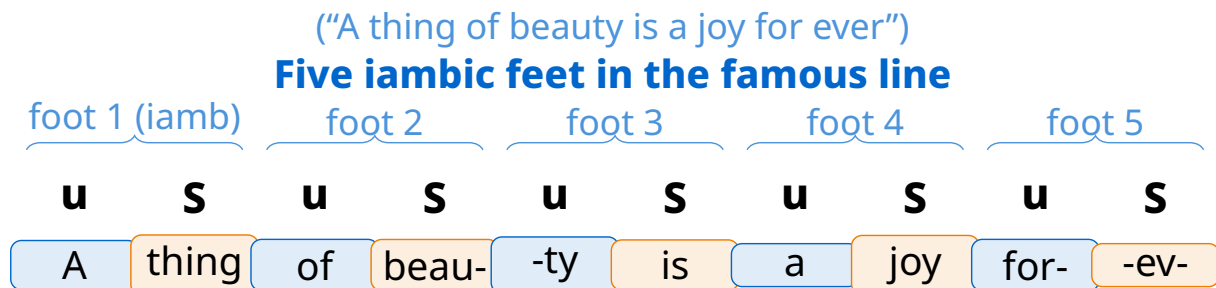 (“A thing of beauty is a joy for ever”)
Five iambic feet in the famous line
foot 1 (iamb) foot 2 foot 3 foot 4 foot 5
u S u S u S u S u S
A thing of beau- -ty is a joy for- -ev-